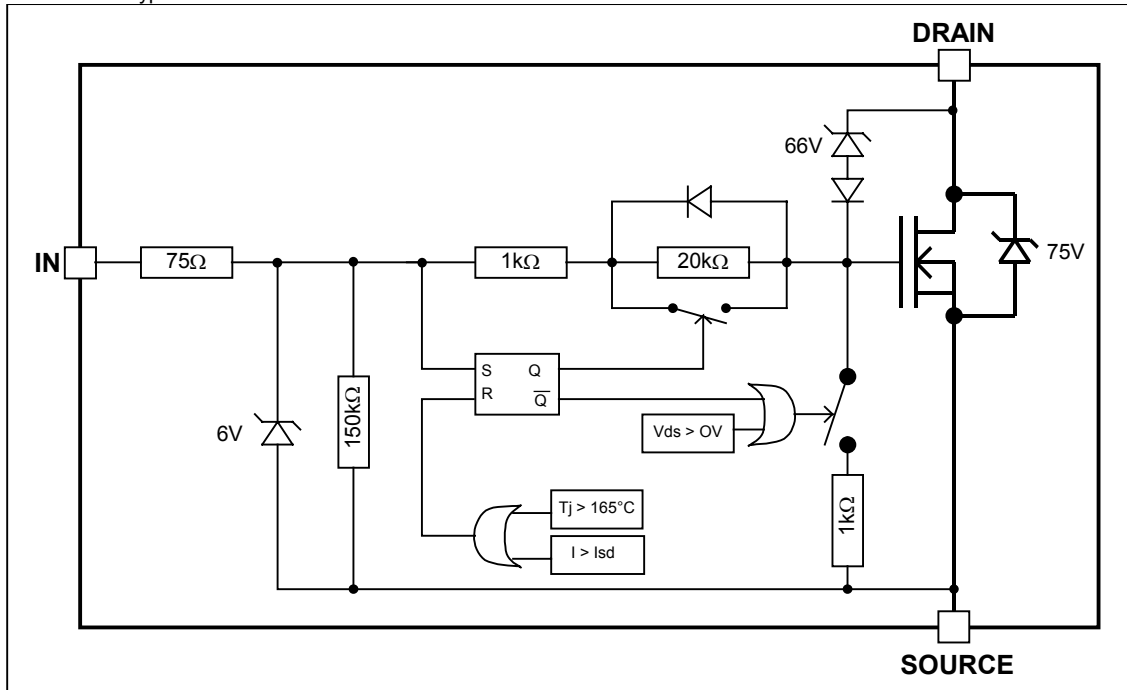 DRAIN
66V
75V
IN
75Ω
1kΩ
20kΩ
S Q
R Q
6V
150kΩ
Vds > OV
1kΩ
Tj > 165°C
I > Isd
SOURCE